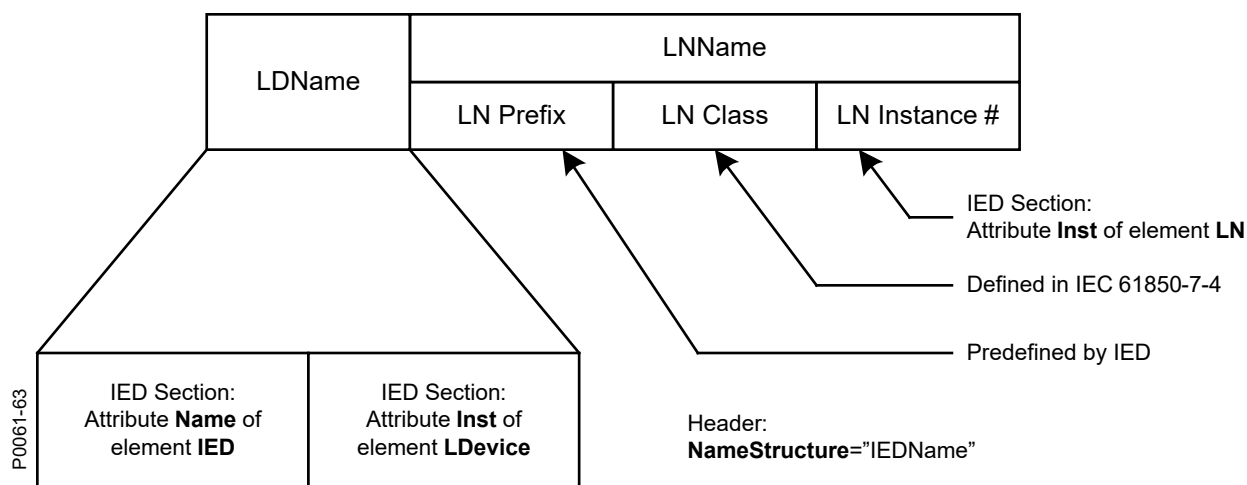 LDName
LNName
LN Prefix
LN Class
LN Instance #
IED Section:
Attribute Inst of element LN
Defined in IEC 61850-7-4
Predefined by IED
IED Section:
Attribute Name of
element IED
IED Section:
Attribute Inst of
element LDevice
Header:
NameStructure=”IEDName”
P0061-63